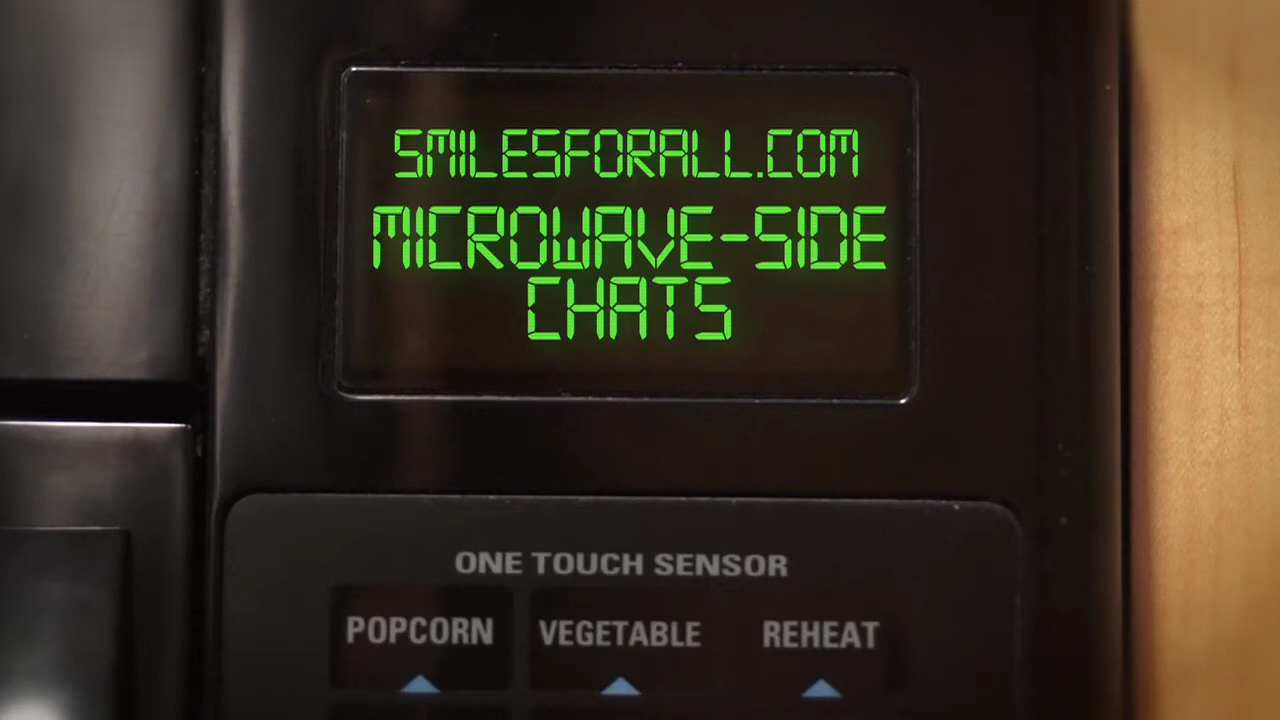 SMILESFORALL.COM
MICROWAVE-SIDE
CHATS
ONE TOUCH SENSOR
POPCORN VEGETABLE REHEAT